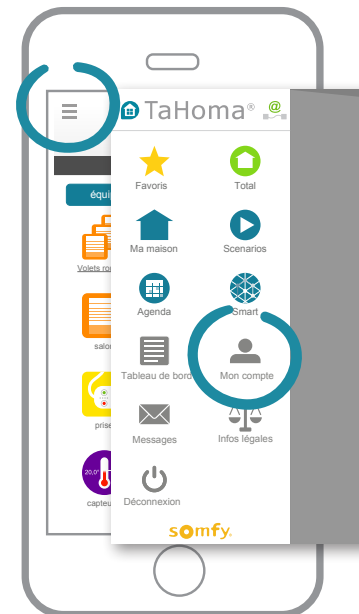 TaHoma® @
Favoris Total
équi
Ma maison Scenarios
Volets ro
Agenda Smart
salo
Tableau de bord Mon compte
prise
Messages Infos légales
20,0°
capteu
Déconnexion
somfy.